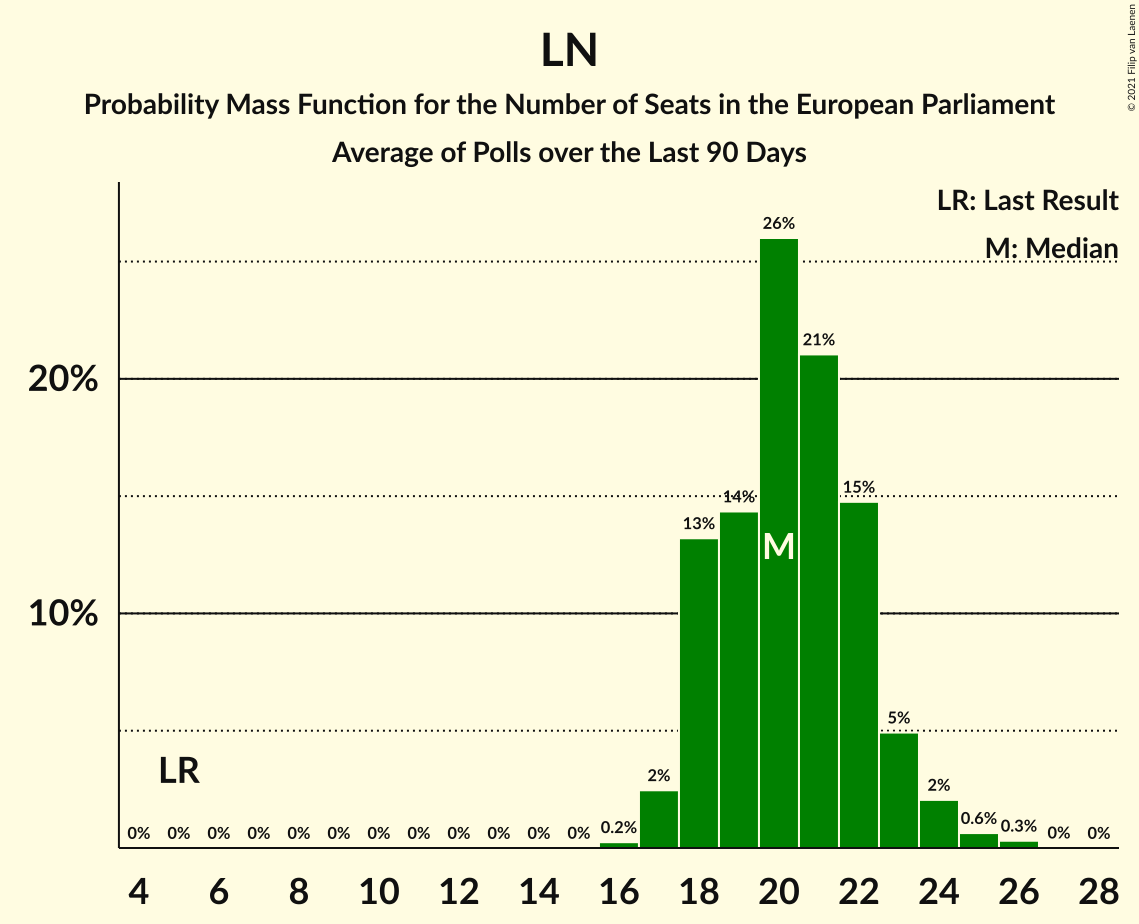 LN
Probability Mass Function for the Number of Seats in the European Parliament
Average of Polls over the Last 90 Days
© 2021 Filip van Laenen
LR: Last Result
M: Median
26%
21%
20%
14%
15%
13%
M
10%
5%
LR
2%
2%
0% 0% 0% 0% 0% 0% 0% 0% 0% 0% 0% 0% 0.2% 0.6% 0.3% 0% 0%
4 6 8 10 12 14 16 18 20 22 24 26 28